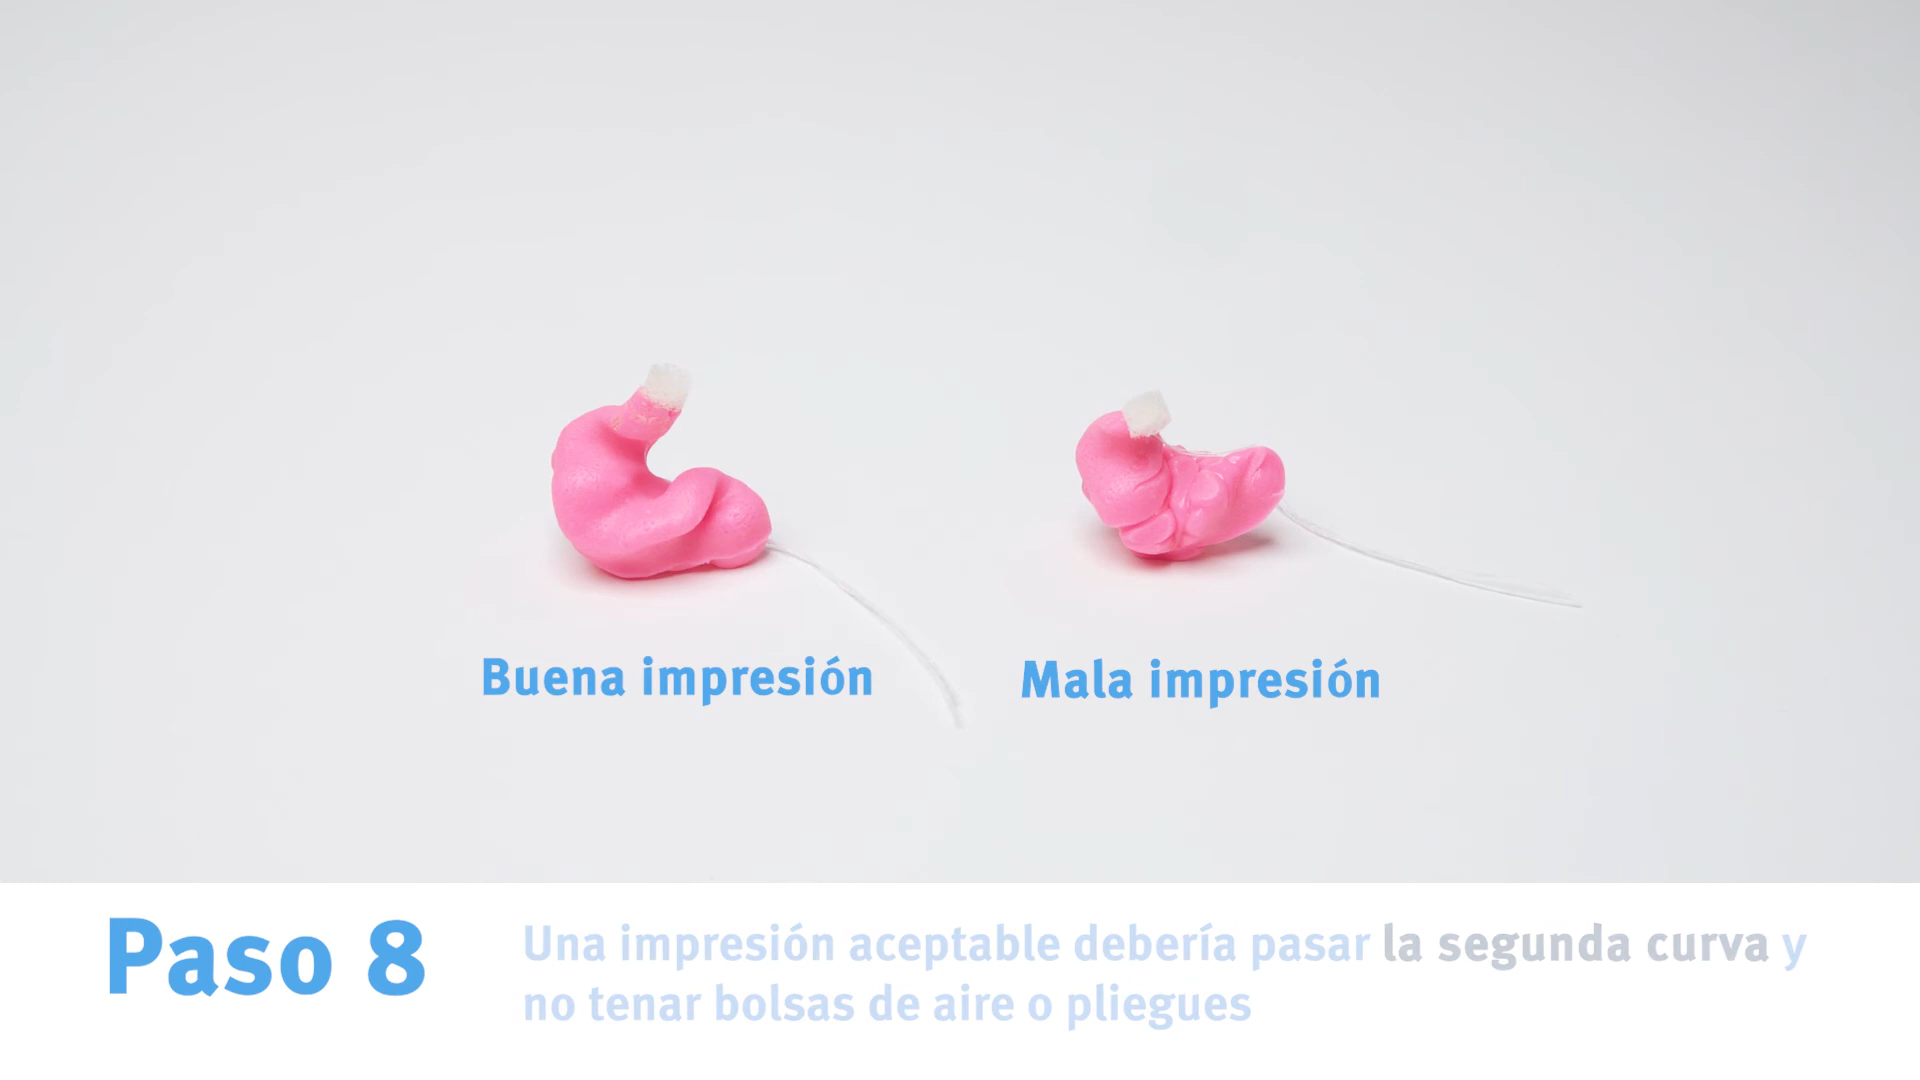 Buena impresión
Mala impresión
Paso 8
Una impresión aceptable debería pasar la segunda curva y
no tenar bolsas de aire o pliegues